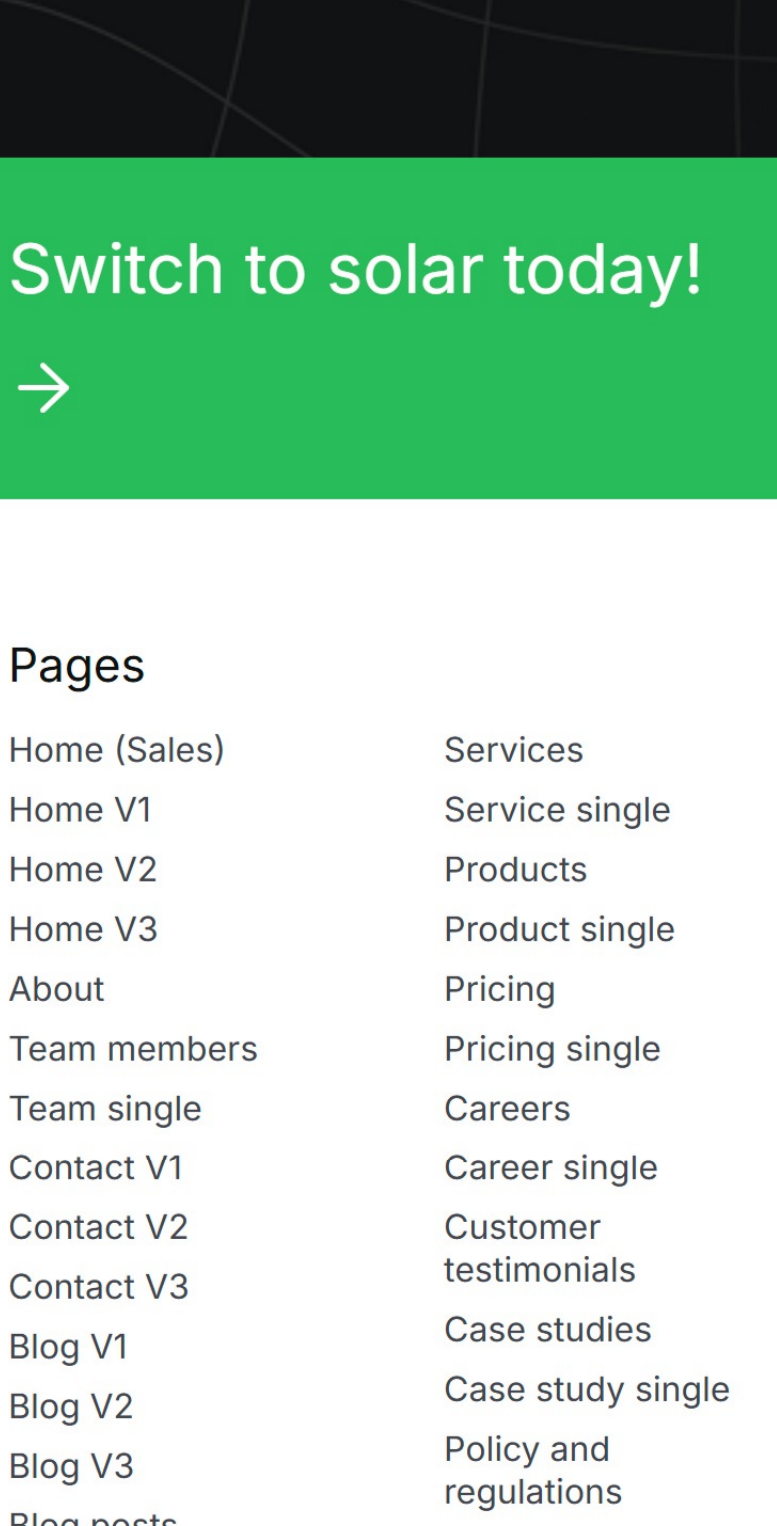 Switch to solar today!
Pages
Home (Sales)
Home V1
Home V2
Home V3
About
Team members
Team single
Contact V1
Contact V2
Contact V3
Blog V1
Blog V2
Blog V3
Blog posts
Services
Service single
Products
Product single
Pricing
Pricing single
Careers
Career single
Customer
testimonials
Case studies
Case study single
Policy and
regulations